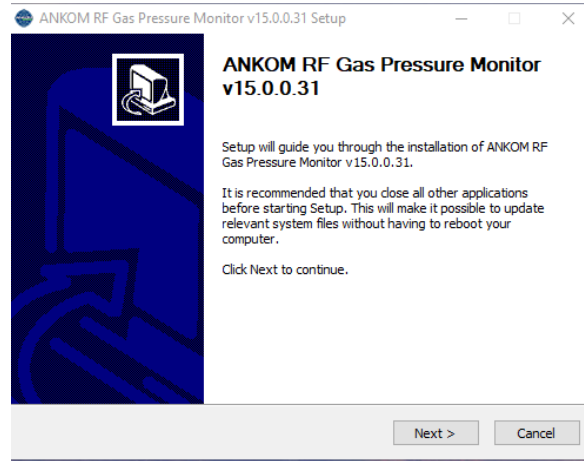 ANKOM RF Gas Pressure Monitor v15.0.0.31 Setup
ANKOM RF Gas Pressure Monitor
v15.0.0.31
Setup will guide you through the installation of ANKOM RF
Gas Pressure Monitor v15.0.0.31.
It is recommended that you close all other applications
before starting Setup. This will make it possible to update
relevant system files without having to reboot your
computer.
Click Next to continue.
Next >
Cancel